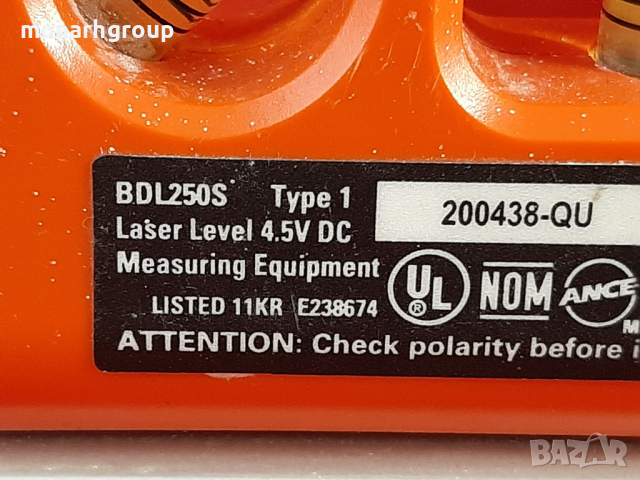 mezarhgroup
BDL250S Type 1
200438-QU
Laser Level 4.5V DC
Measuring Equipment
UL
®
NOM
ANCE
M
LISTED 11KR E238674
ATTENTION: Check polarity before i
BAZAR